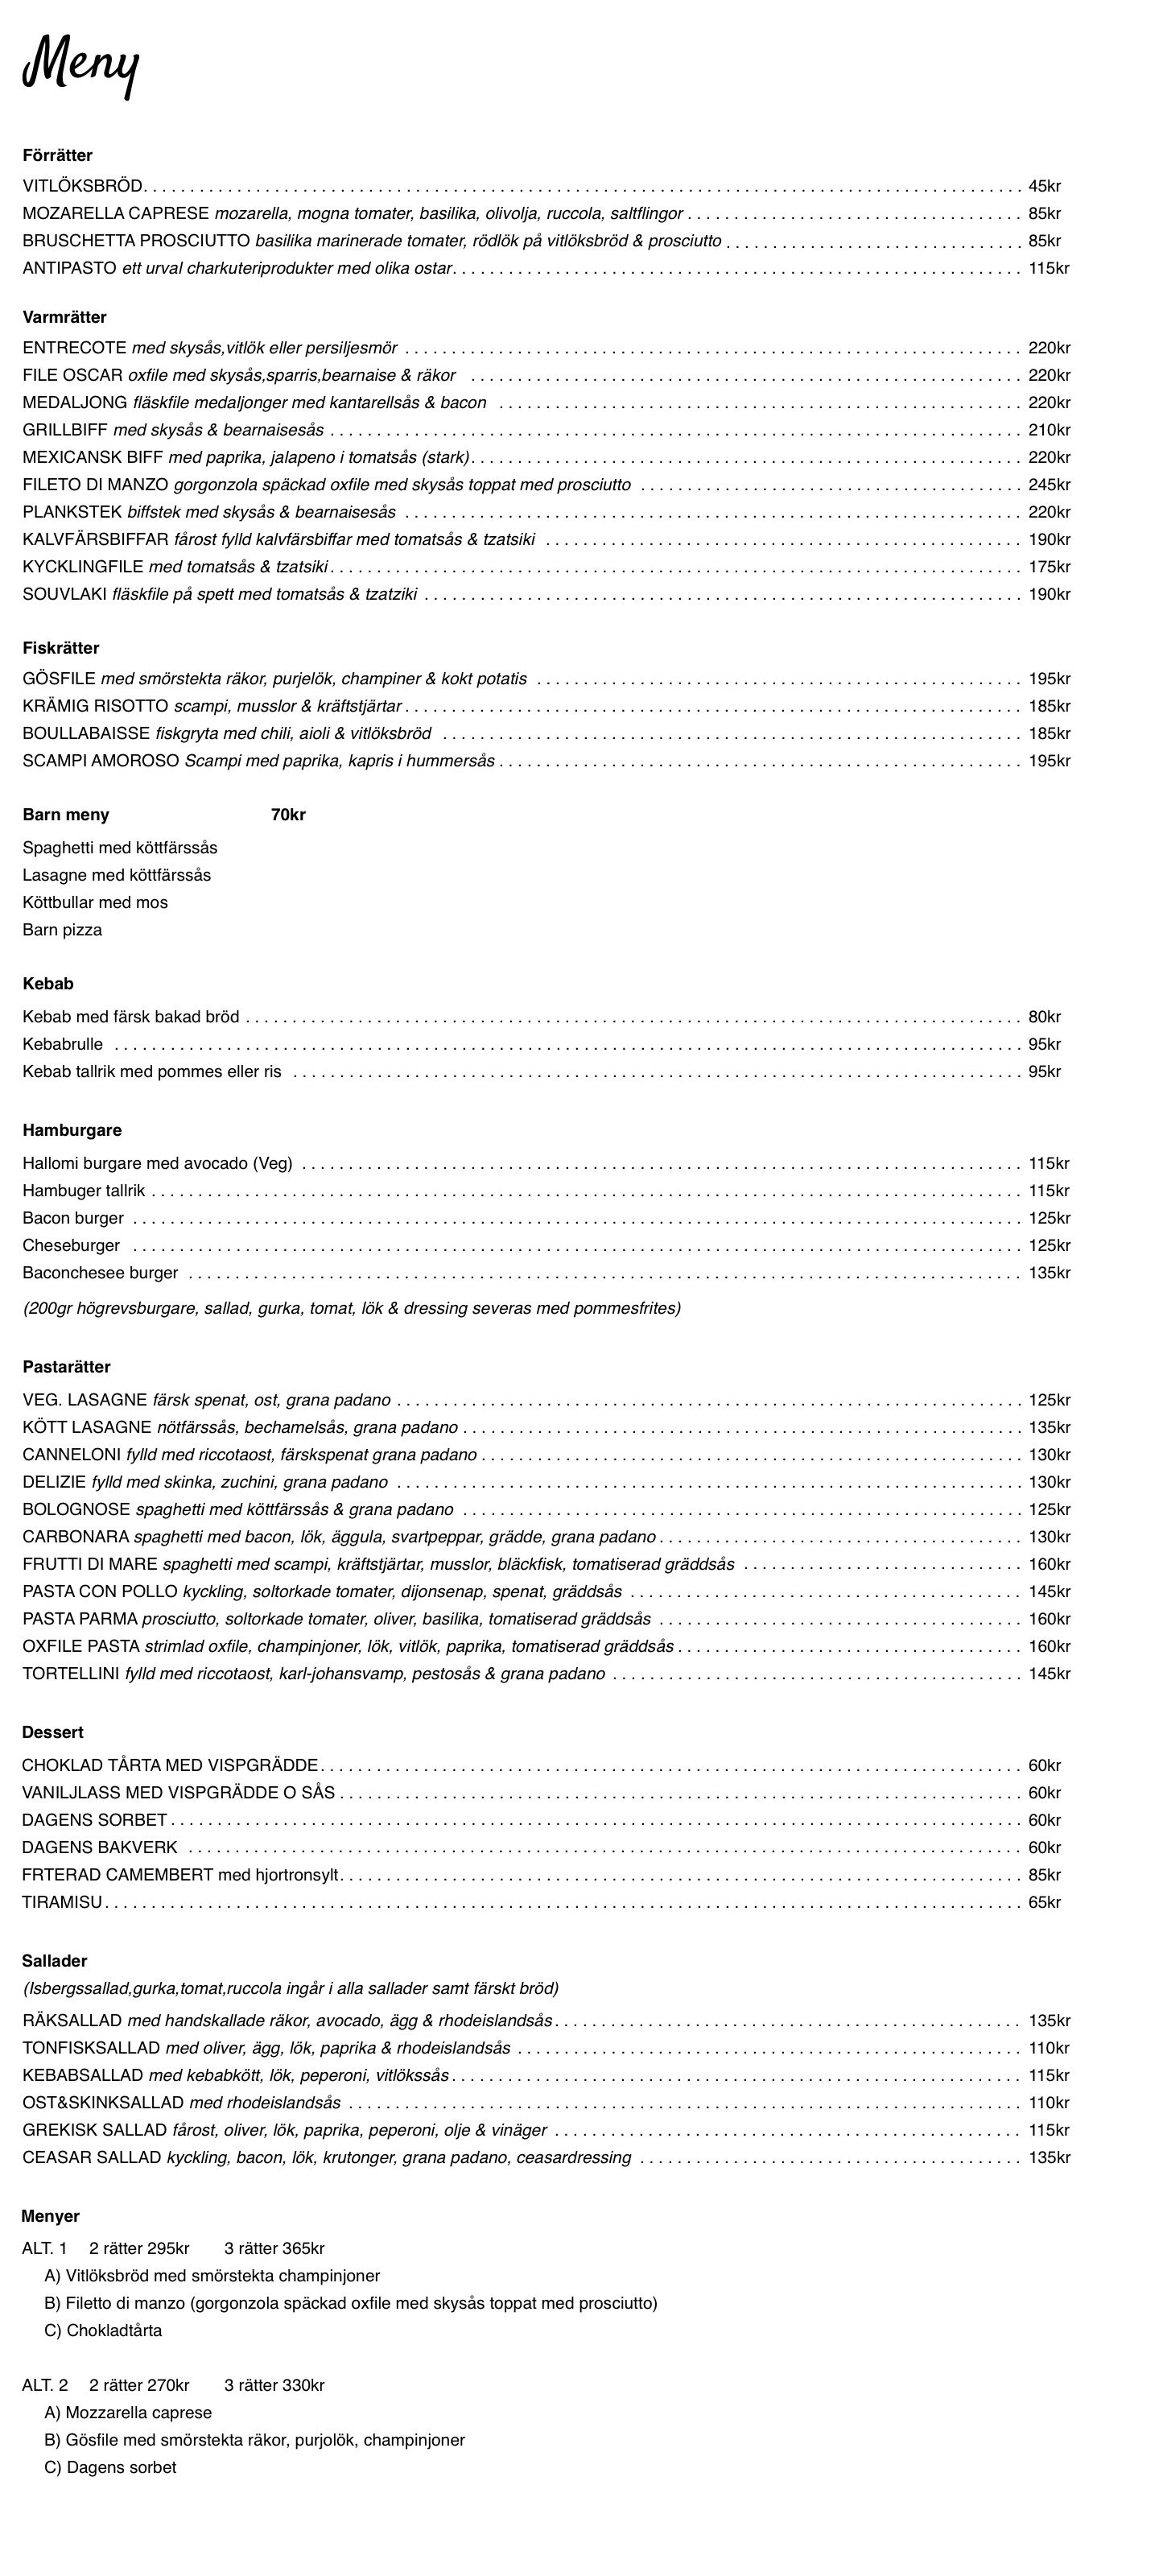 Meny
Förrätter
VITLÖKSBRÖD. . . . . . . . . . 45kr
MOZARELLA CAPRESE mozarella, mogna tomater, basilika, olivolja, ruccola, saltflingor . . . . . . . . . . 85kr
BRUSCHETTA PROSCIUTTO basilika marinerade tomater, rödlök på vitlöksbröd & prosciutto . . . . . . . . . . 85kr
ANTIPASTO ett urval charkuteriprodukter med olika ostar. . . . . . . . . . 115kr
Varmrätter
ENTRECOTE med skysås,vitlök eller persiljesmör . . . . . . . . . . 220kr
FILE OSCAR oxfile med skysås,sparris,bearnaise & räkor . . . . . . . . . . 220kr
MEDALJONG fläskfile medaljonger med kantarellsås & bacon . . . . . . . . . . 220kr
GRILLBIFF med skysås & bearnaisesås . . . . . . . . . . 210kr
MEXICANSK BIFF med paprika, jalapeno i tomatsås (stark) . . . . . . . . . . 220kr
FILETO DI MANZO gorgonzola späckad oxfile med skysås toppat med prosciutto . . . . . . . . . . 245kr
PLANKSTEK biffstek med skysås & bearnaisesås . . . . . . . . . . 220kr
KALVFÄRSBIFFAR fårost fylld kalvfärsbiffar med tomatsås & tzatsiki . . . . . . . . . . 190kr
KYCKLINGFILE med tomatsås & tzatsiki . . . . . . . . . . 175kr
SOUVLAKI fläskfile på spett med tomatsås & tzatziki . . . . . . . . . . 190kr
Fiskrätter
GÖSFILE med smörstekta räkor, purjelök, champiner & kokt potatis . . . . . . . . . . 195kr
KRÄMIG RISOTTO scampi, musslor & kräftstjärtar . . . . . . . . . . 185kr
BOULLABAISSE fiskgryta med chili, aioli & vitlöksbröd . . . . . . . . . . 185kr
SCAMPI AMOROSO Scampi med paprika, kapris i hummersås . . . . . . . . . . 195kr
Barn meny 70kr
Spaghetti med köttfärssås
Lasagne med köttfärssås
Köttbullar med mos
Barn pizza
Kebab
Kebab med färsk bakad bröd . . . . . . . . . . 80kr
Kebabrulle . . . . . . . . . . 95kr
Kebab tallrik med pommes eller ris . . . . . . . . . . 95kr
Hamburgare
Hallomi burgare med avocado (Veg) . . . . . . . . . . 115kr
Hambuger tallrik . . . . . . . . . . 115kr
Bacon burger . . . . . . . . . . 125kr
Cheseburger . . . . . . . . . . 125kr
Baconchesee burger . . . . . . . . . . 135kr
(200gr högrevsburgare, sallad, gurka, tomat, lök & dressing severas med pommesfrites)
Pastarätter
VEG. LASAGNE färsk spenat, ost, grana padano . . . . . . . . . . 125kr
KÖTT LASAGNE nötfärssås, bechamelsås, grana padano . . . . . . . . . . 135kr
CANNELONI fylld med riccotaost, färskspenat grana padano . . . . . . . . . . 130kr
DELIZIE fylld med skinka, zuchini, grana padano . . . . . . . . . . 130kr
BOLOGNOSE spaghetti med köttfärssås & grana padano . . . . . . . . . . 125kr
CARBONARA spaghetti med bacon, lök, äggula, svartpeppar, grädde, grana padano . . . . . . . . . . 130kr
FRUTTI DI MARE spaghetti med scampi, kräftstjärtar, musslor, bläckfisk, tomatiserad gräddsås . . . . . . . . . . 160kr
PASTA CON POLLO kyckling, soltorkade tomater, dijonsenap, spenat, gräddsås . . . . . . . . . . 145kr
PASTA PARMA prosciutto, soltorkade tomater, oliver, basilika, tomatiserad gräddsås . . . . . . . . . . 160kr
OXFILE PASTA strimlad oxfile, champinjoner, lök, vitlök, paprika, tomatiserad gräddsås . . . . . . . . . . 160kr
TORTELLINI fylld med riccotaost, karl-johansvamp, pestosås & grana padano . . . . . . . . . . 145kr
Dessert
CHOKLAD TÅRTA MED VISPGRÄDDE . . . . . . . . . . 60kr
VANILJLASS MED VISPGRÄDDE O SÅS . . . . . . . . . . 60kr
DAGENS SORBET . . . . . . . . . . 60kr
DAGENS BAKVERK . . . . . . . . . . 60kr
FRTERAD CAMEMBERT med hjortronsylt . . . . . . . . . . 85kr
TIRAMISU . . . . . . . . . . 65kr
Sallader
(Isbergssallad,gurka,tomat,ruccola ingår i alla sallader samt färskt bröd)
RÄKSALLAD med handskallade räkor, avocado, ägg & rhodeislandsås . . . . . . . . . . 135kr
TONFISKSALLAD med oliver, ägg, lök, paprika & rhodeislandsås . . . . . . . . . . 110kr
KEBABSALLAD med kebabkött, lök, peperoni, vitlökssås . . . . . . . . . . 115kr
OST&SKINKSALLAD med rhodeislandsås . . . . . . . . . . 110kr
GREKISK SALLAD fårost, oliver, lök, paprika, peperoni, olje & vinäger . . . . . . . . . . 115kr
CEASAR SALLAD kyckling, bacon, lök, krutonger, grana padano, ceasardressing . . . . . . . . . . 135kr
Menyer
ALT. 1 2 rätter 295kr 3 rätter 365kr
A) Vitlöksbröd med smörstekta champinjoner
B) Filetto di manzo (gorgonzola späckad oxfile med skysås toppat med prosciutto)
C) Chokladtårta
ALT. 2 2 rätter 270kr 3 rätter 330kr
A) Mozzarella caprese
B) Gösfile med smörstekta räkor, purjolök, champinjoner
C) Dagens sorbet